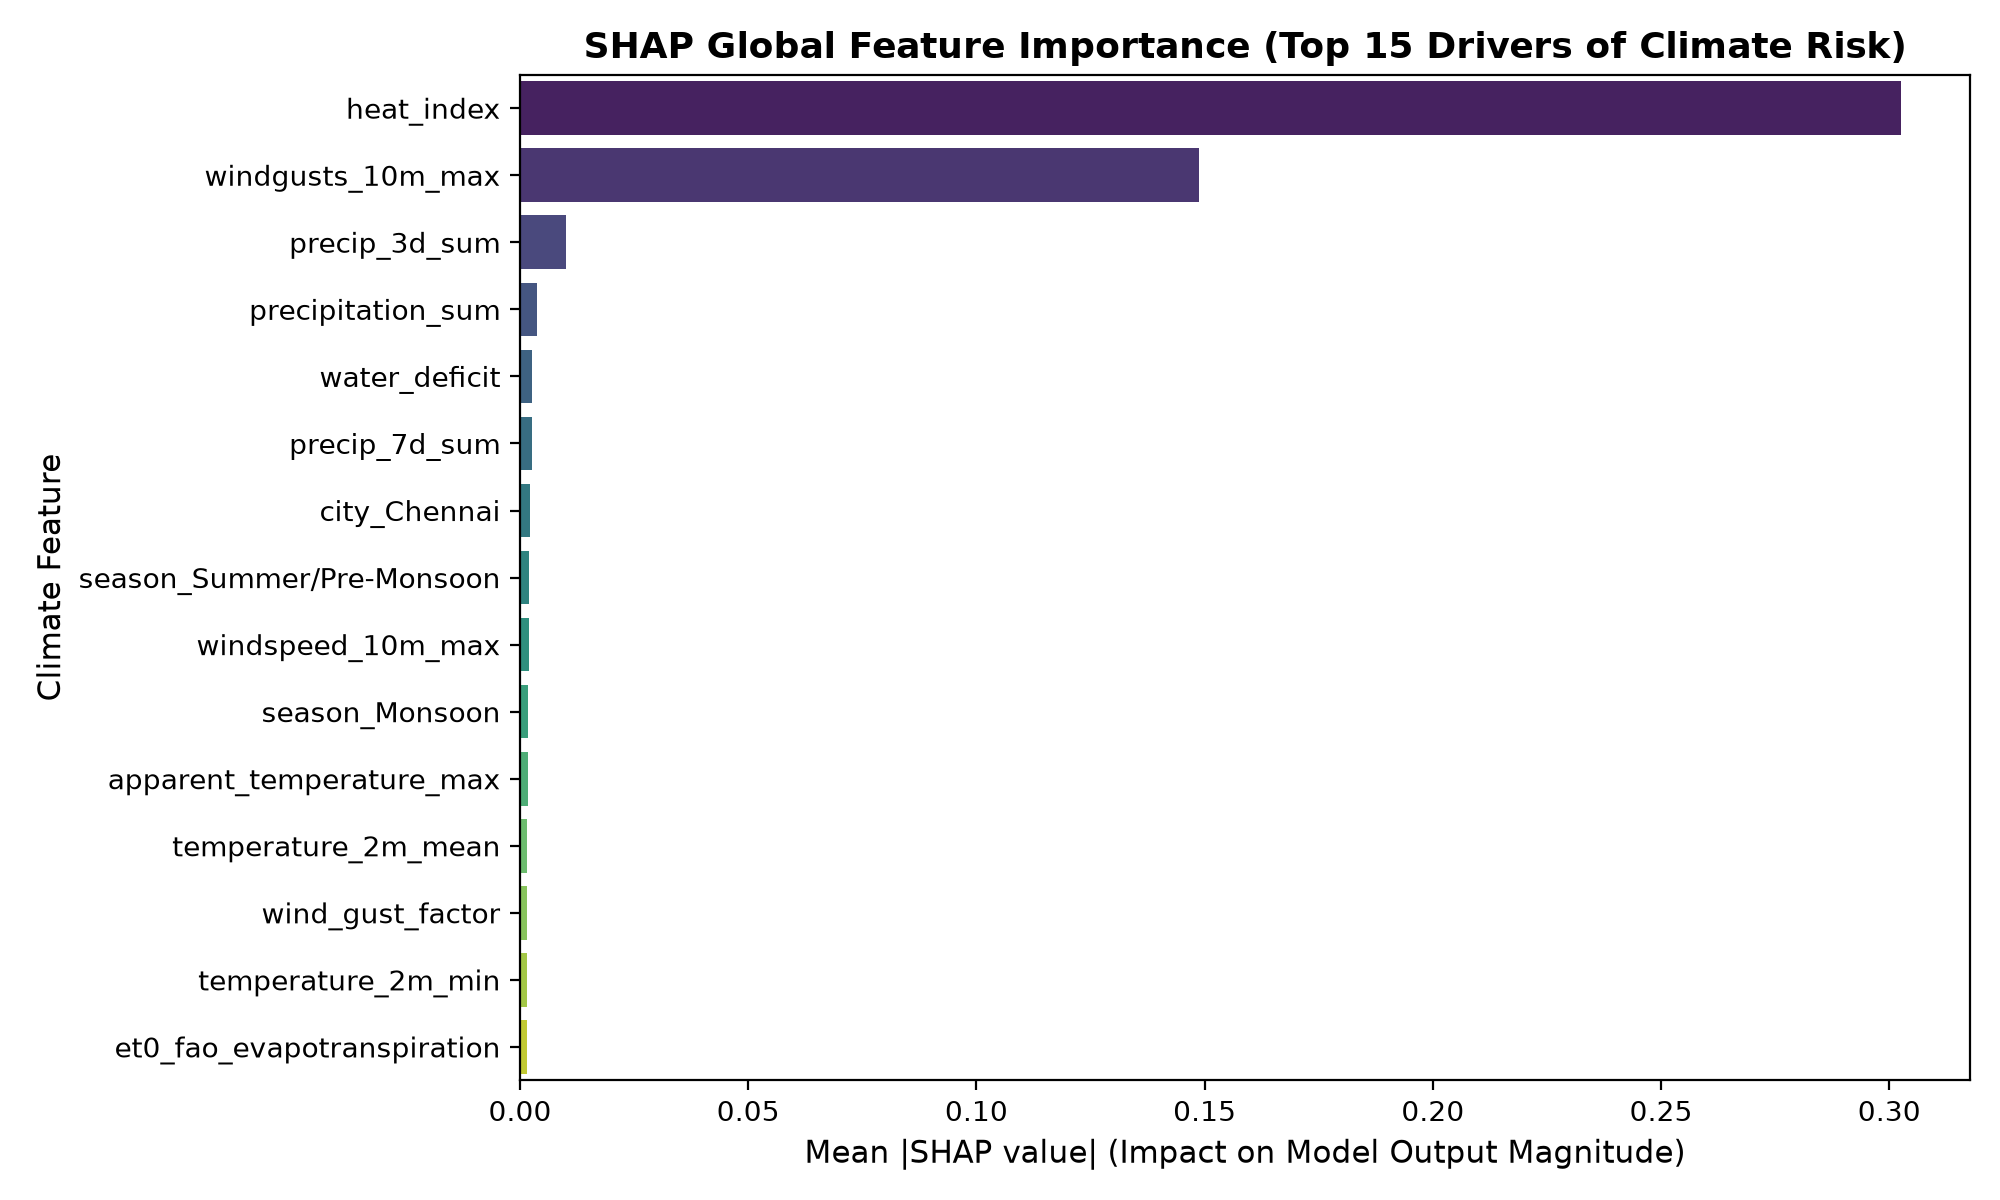 SHAP Global Feature Importance (Top 15 Drivers of Climate Risk)
Climate Feature
heat_index
windgusts_10m_max
precip_3d_sum
precipitation_sum
water_deficit
precip_7d_sum
city_Chennai
season_Summer/Pre-Monsoon
windspeed_10m_max
season_Monsoon
apparent_temperature_max
temperature_2m_mean
wind_gust_factor
temperature_2m_min
et0_fao_evapotranspiration
0.00 0.05 0.10 0.15 0.20 0.25 0.30
Mean |SHAP value| (Impact on Model Output Magnitude)